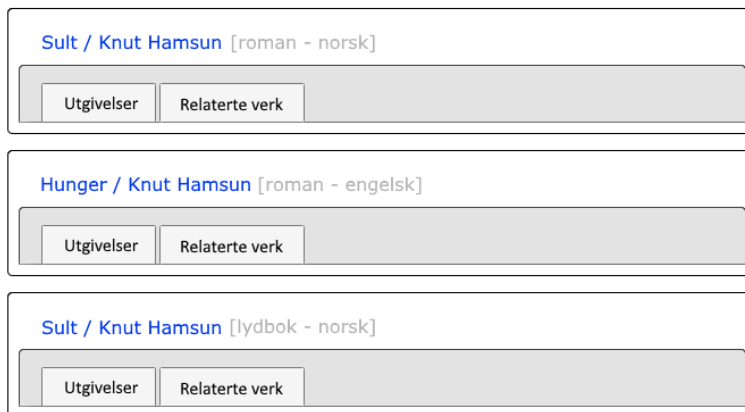 Sult / Knut Hamsun [roman - norsk]
Utgivelser Relaterte verk
Hunger / Knut Hamsun [roman - engelsk]
Utgivelser Relaterte verk
Sult / Knut Hamsun [lydbok - norsk]
Utgivelser Relaterte verk